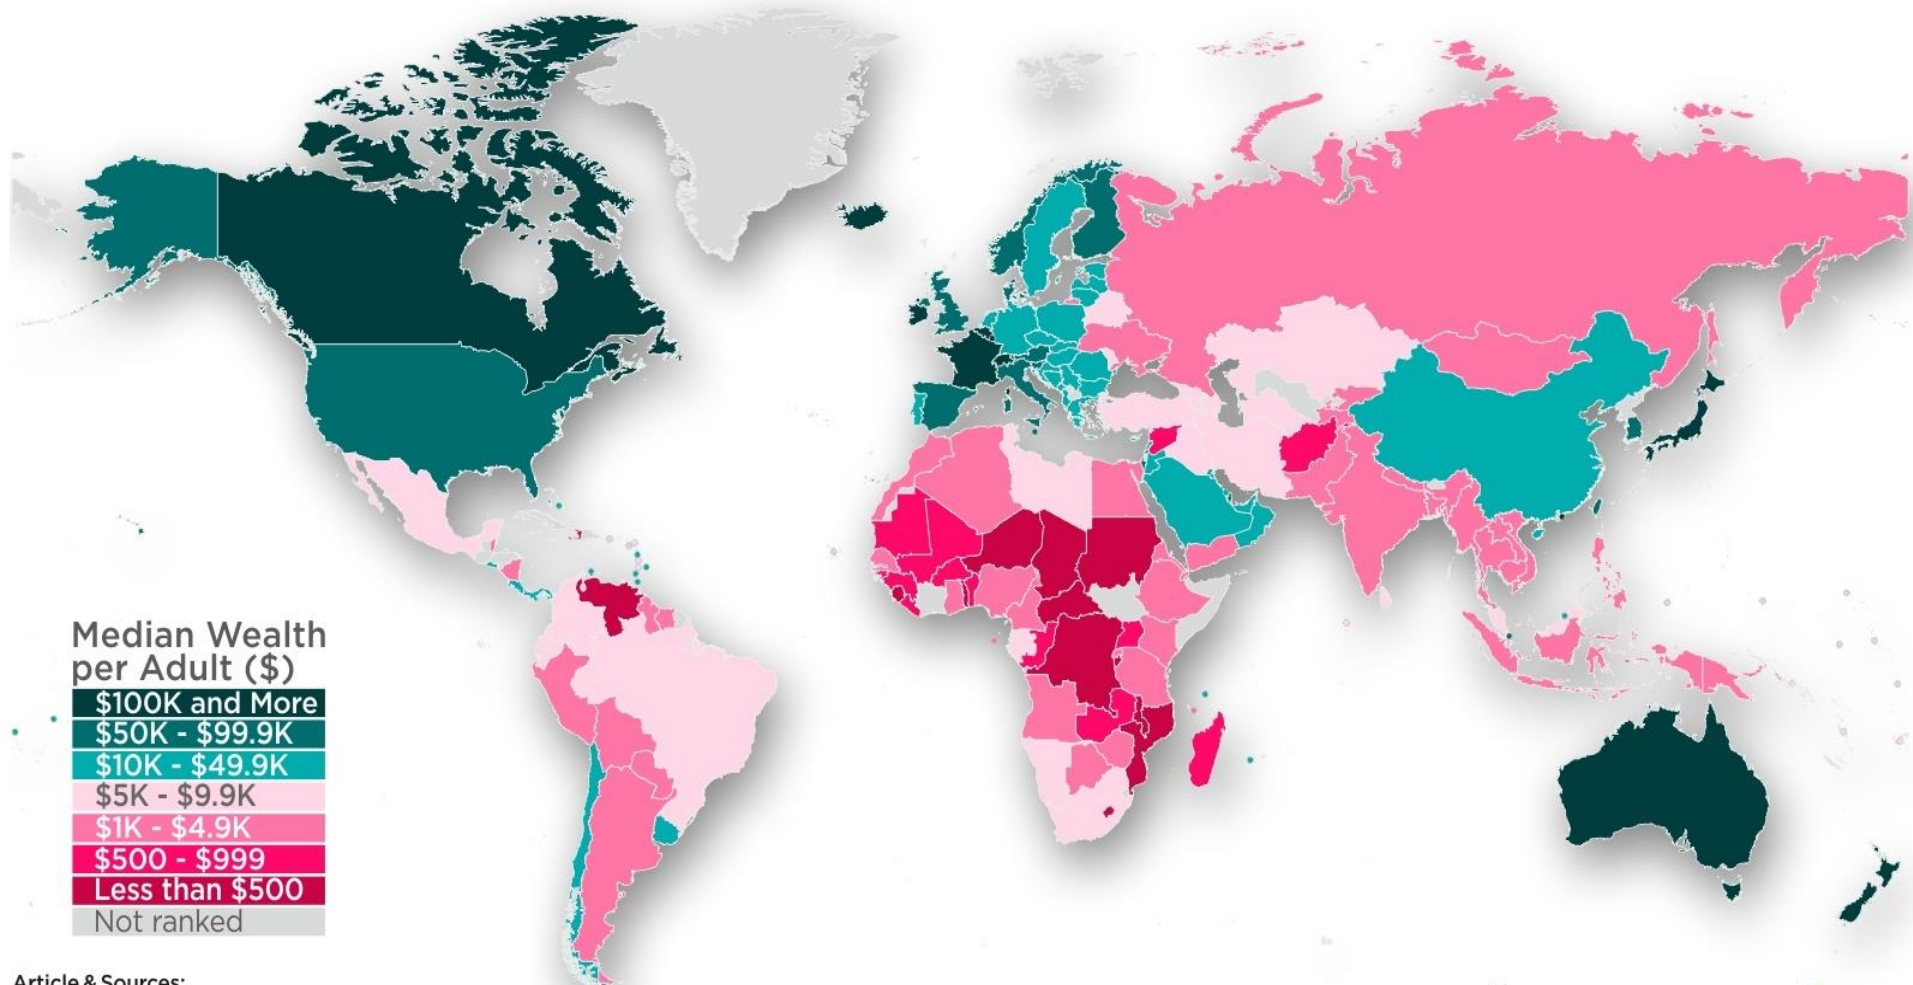 Median Wealth
per Adult ($)
$100K and More
$50K - $99.9K
$10K - $49.9K
$5K - $9.9K
$1K - $4.9K
$500 - $999
Less than $500
Not ranked
Article & Sources: